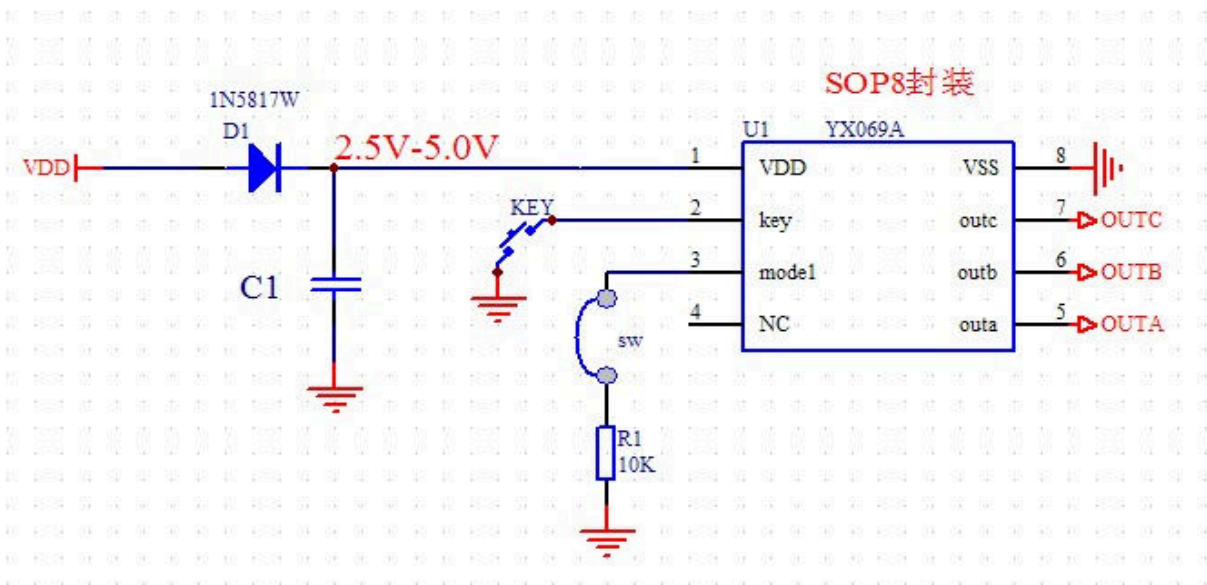 SOP8封装
1N5817W
D1
VDD
2.5V-5.0V
C1
KEY
sw
R1
10K
U1
YX069A
1
VDD
2
key
3
mode1
4
NC
VSS
8
outc
7
OUTC
outb
6
OUTB
outa
5
OUTA